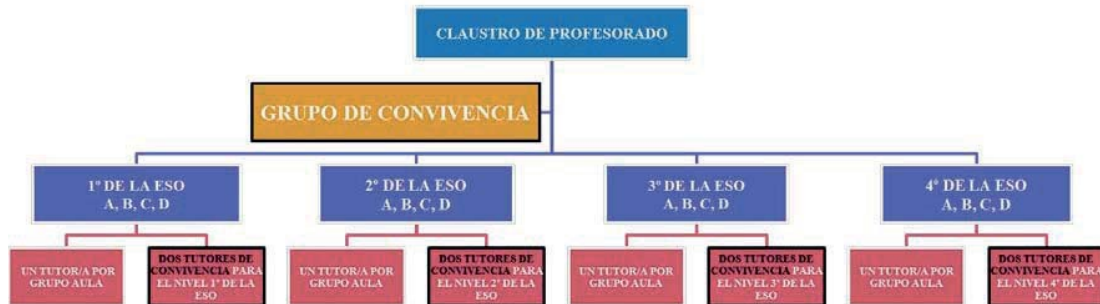 CLAUSTRO DE PROFESORADO
GRUPO DE CONVIVENCIA
1º DE LA ESO
A, B, C, D
2º DE LA ESO
A, B, C, D
3º DE LA ESO
A, B, C, D
4º DE LA ESO
A, B, C, D
UN TUTOR/A POR
GRUPO AULA
DOS TUTORES DE
CONVIVENCIA PARA
EL NIVEL 1º DE LA
ESO
UN TUTOR/A POR
GRUPO AULA
DOS TUTORES DE
CONVIVENCIA PARA
EL NIVEL 2º DE LA
ESO
UN TUTOR/A POR
GRUPO AULA
DOS TUTORES DE
CONVIVENCIA PARA
EL NIVEL 3º DE LA
ESO
UN TUTOR/A POR
GRUPO AULA
DOS TUTORES DE
CONVIVENCIA PARA
EL NIVEL 4º DE LA
ESO